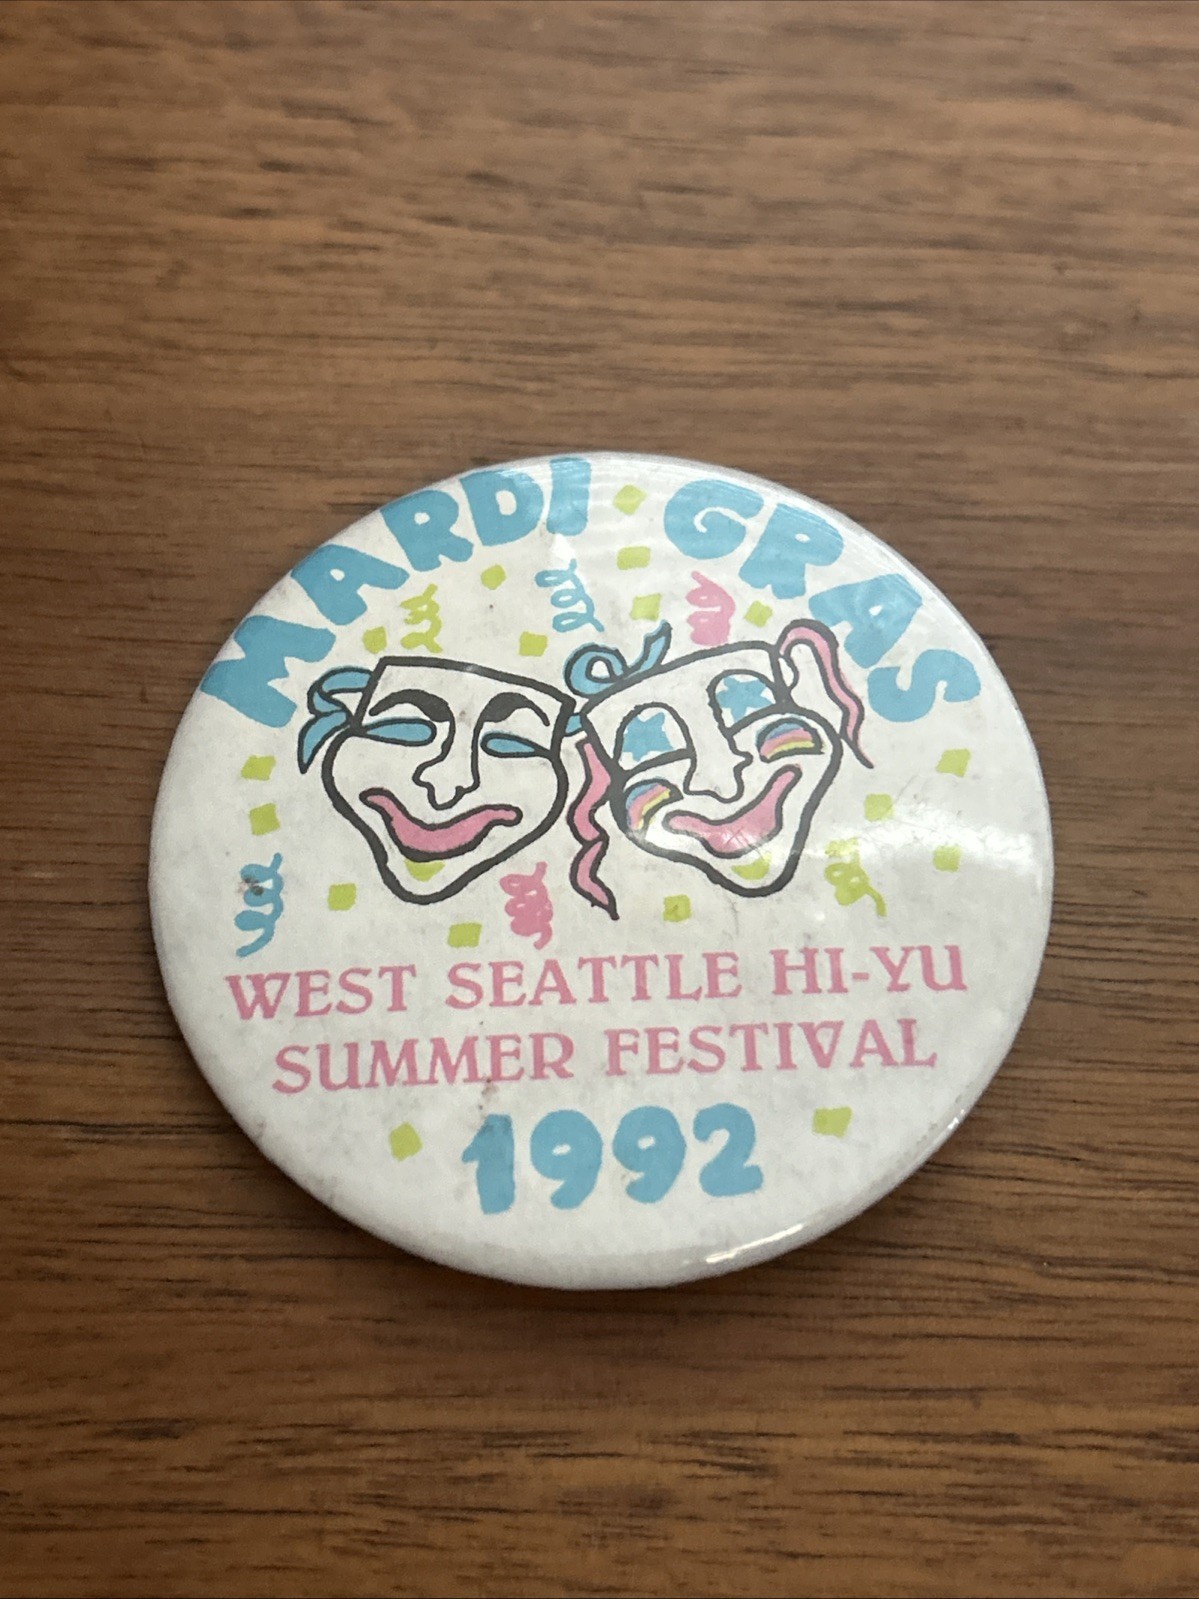 MARDI GRAS
WEST SEATTLE HI-YU
SUMMER FESTIVAL
1992